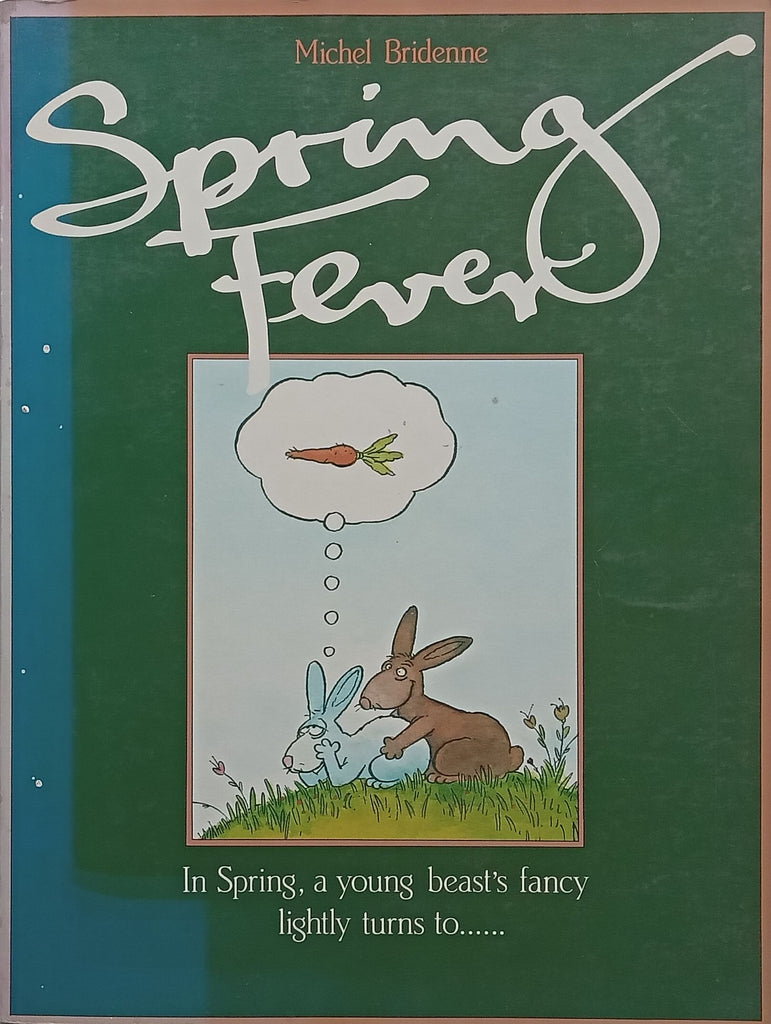 Michel Bridenne
Spring
Fever
In Spring, a young beast's fancy
lightly turns to......